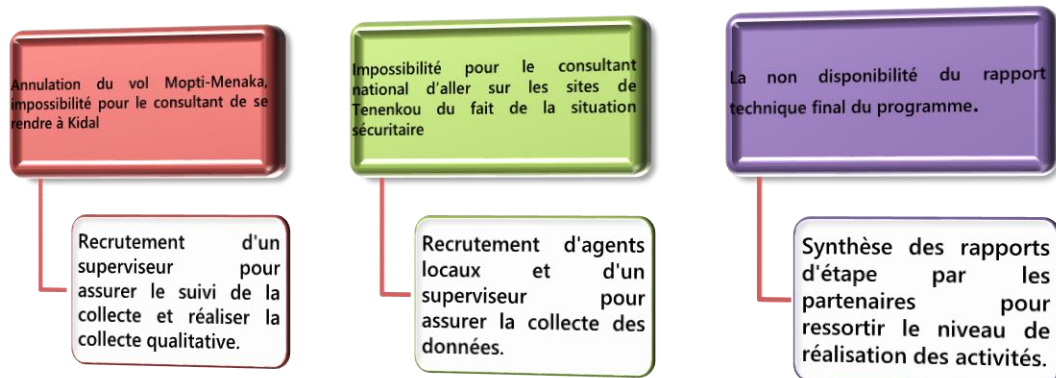 Annulation du vol Mopti-Menaka,
impossibilité pour le consultant de se
rendre à Kidal
Recrutement d'un
superviseur pour
assurer le suivi de la
collecte et réaliser la
collecte qualitative.
Impossibilité pour le consultant
national d'aller sur les sites de
Tenenkou du fait de la situation
sécuritaire
Recrutement d'agents
locaux et d'un
superviseur pour
assurer la collecte des
données.
La non disponibilité du rapport
technique final du programme.
Synthèse des rapports
d'étape par les
partenaires pour
ressortir le niveau de
réalisation des activités.